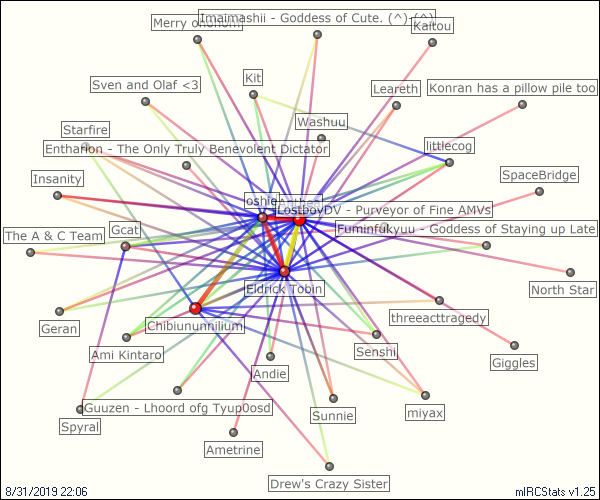 Imaimashii - Goddess of Cute. (^)-(^)
Merry
Kaitou
Kit
Sven and Olaf <3
Leareth
Konran has a pillow pile too
Washuu
Starfire
littlecog
Entharion - The Only Truly Benevolent Dictator
SpaceBridge
Insanity
LostboyDV - Purveyor of Fine AMVs
Gcat
Fuminfukyuu - Goddess of Staying up Late
The A & C Team
Eldrick Tobin
North Star
threeacttragedy
Geran
Chibiununnilium
Ami Kintaro
Senshi
Giggles
Andie
Guuzen - Lhoord ofg Tyup0osd
Sunnie
miyax
Spyral
Ametrine
Drew's Crazy Sister
8/31/2019 22:06
mIRCStats v1.25